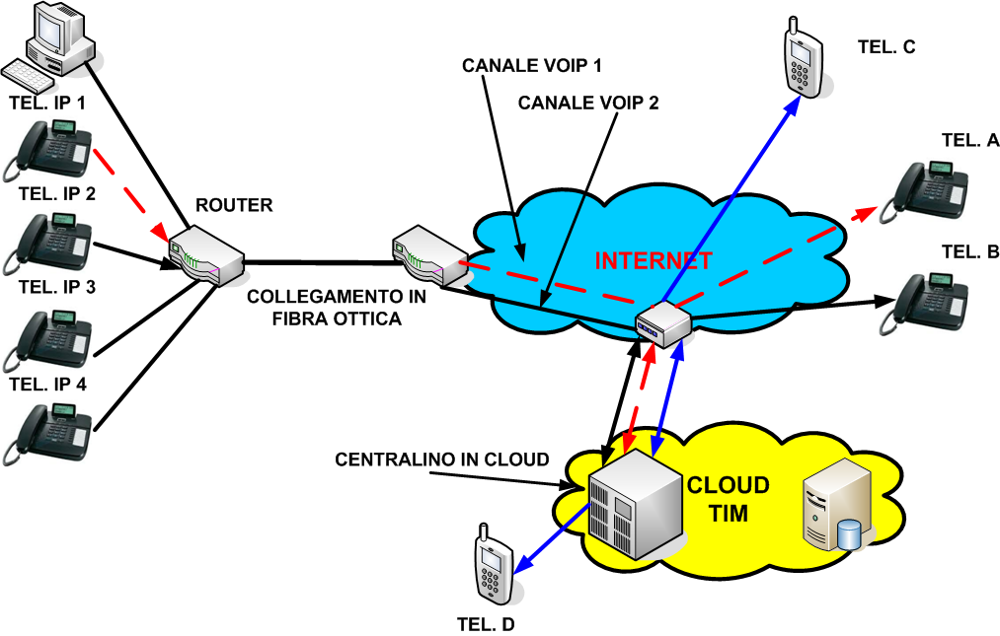 TEL. C
CANALE VOIP 1
CANALE VOIP 2
TEL. IP 1
TEL. A
TEL. IP 2
ROUTER
TEL. B
INTERNET
TEL. IP 3
COLLEGAMENTO IN
FIBRA OTTICA
TEL. IP 4
CENTRALINO IN CLOUD
CLOUD
TIM
TEL. D